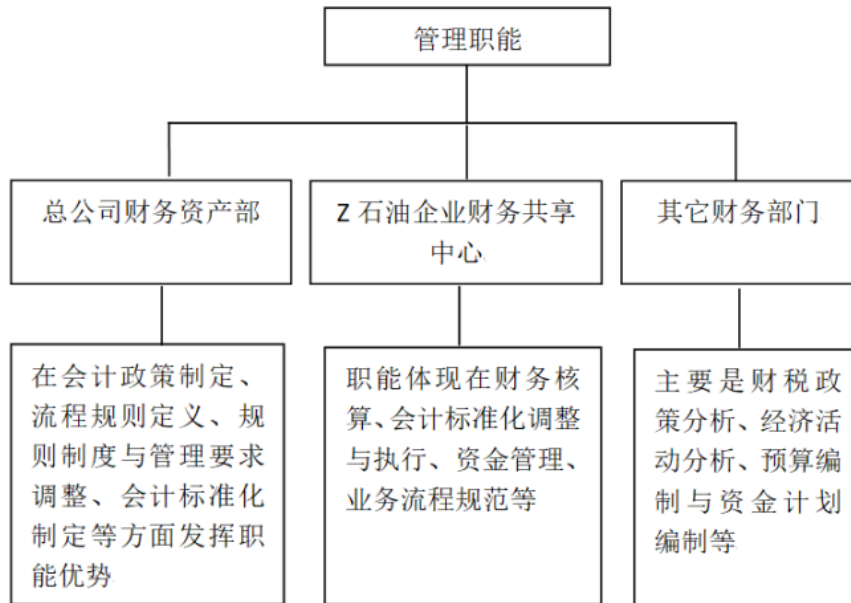 管理职能
总公司财务资产部
Z 石油企业财务共享
中心
其它财务部门
在会计政策制定、
流程规则定义、规
则制度与管理要求
调整、会计标准化
制定等方面发挥职
能优势
职能体现在财务核
算、会计标准化调整
与执行、资金管理、
业务流程规范等
主要是财税政
策分析、经济活
动分析、预算编
制与资金计划
编制等